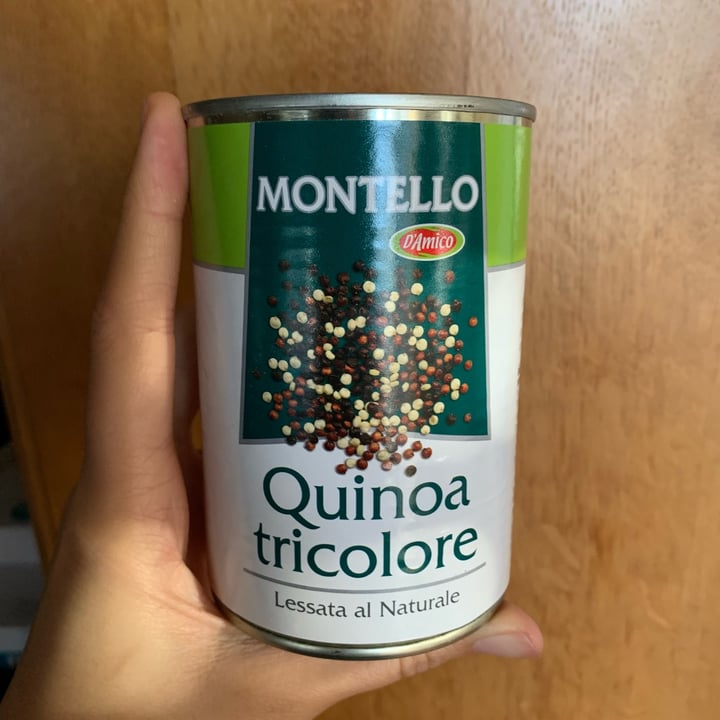 MONTELLO
D'Amico
Quinoa
tricolore
Lessata al Naturale